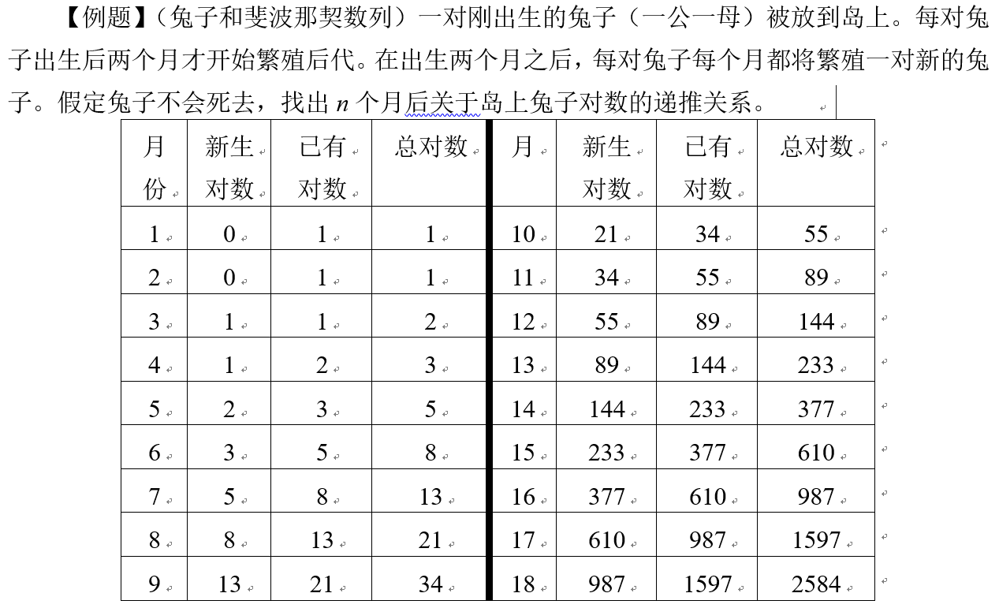 【例题】（兔子和斐波那契数列）一对刚出生的兔子（一公一母）被放到岛上。每对兔
子出生后两个月才开始繁殖后代。在出生两个月之后，每对兔子每个月都将繁殖一对新的兔
子。假定兔子不会死去，找出 n 个月后关于岛上兔子对数的递推关系。
月份 新生对数 已有对数 总对数 月 新生对数 已有对数 总对数
1 0 1 1 10 21 34 55
2 0 1 1 11 34 55 89
3 1 1 2 12 55 89 144
4 1 2 3 13 89 144 233
5 2 3 5 14 144 233 377
6 3 5 8 15 233 377 610
7 5 8 13 16 377 610 987
8 8 13 21 17 610 987 1597
9 13 21 34 18 987 1597 2584